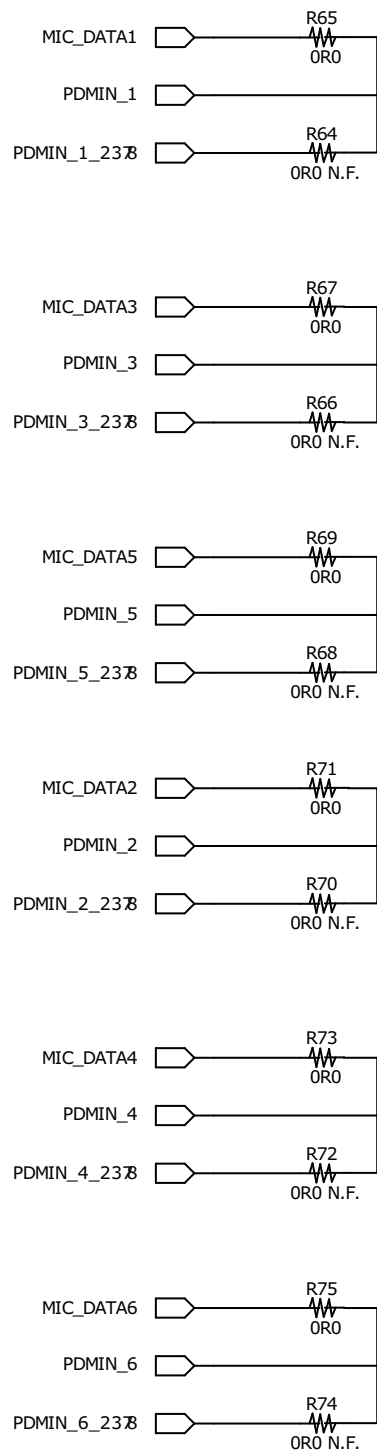 R65
MIC_DATA1
0R0
PDMIN_1
R64
PDMIN_1_2378
0R0 N.F.
R67
MIC_DATA3
0R0
PDMIN_3
R66
PDMIN_3_2378
0R0 N.F.
R69
MIC_DATA5
0R0
PDMIN_5
R68
PDMIN_5_2378
0R0 N.F.
R71
MIC_DATA2
0R0
PDMIN_2
R70
PDMIN_2_2378
0R0 N.F.
R73
MIC_DATA4
0R0
PDMIN_4
R72
PDMIN_4_2378
0R0 N.F.
R75
MIC_DATA6
0R0
PDMIN_6
R74
PDMIN_6_2378
0R0 N.F.